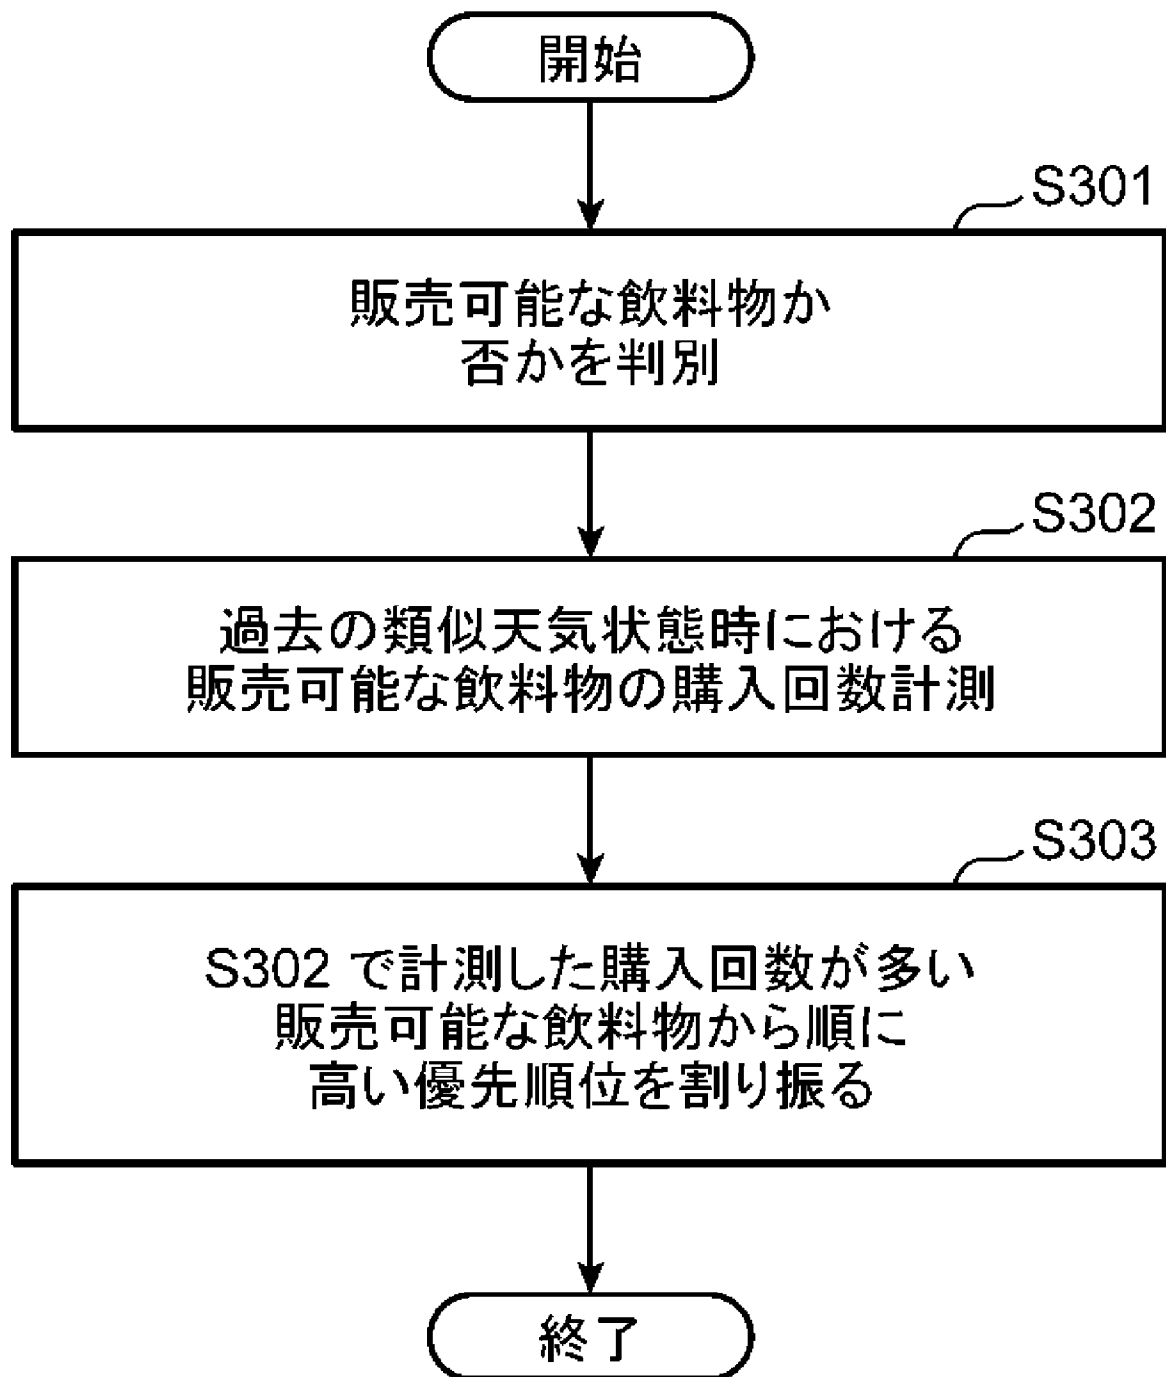 開始
S301
販売可能な飲料物か
否かを判別
S302
過去の類似天気状態時における
販売可能な飲料物の購入回数計測
S303
S302 で計測した購入回数が多い
販売可能な飲料物から順に
高い優先順位を割り振る
終了